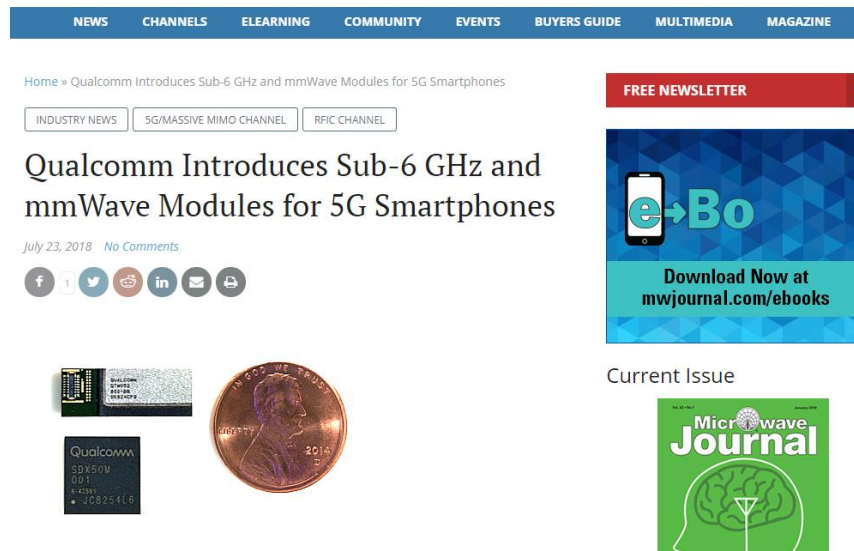 NEWS CHANNELS ELEARNING COMMUNITY EVENTS BUYERS GUIDE MULTIMEDIA MAGAZINE
Home » Qualcomm Introduces Sub-6 GHz and mmWave Modules for 5G Smartphones
INDUSTRY NEWS 5G/MASSIVE MIMO CHANNEL RFIC CHANNEL
Qualcomm Introduces Sub-6 GHz and
mmWave Modules for 5G Smartphones
July 23, 2018 No Comments
f 1 in
QUALCOMM
IN GOD WE TRUST
LIBERTY
2014
D
Qualcomm
SDX50M
001
JC8254L6
FREE NEWSLETTER
e Bo
Download Now at
mwjournal.com/ebooks
Current Issue
Microwave
Journal